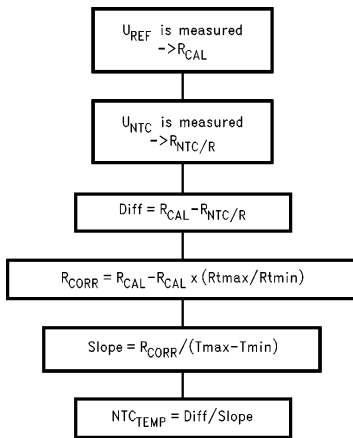 U_REF is measured
->R_CAL
U_NTC is measured
->R_NTC/R
Diff = R_CAL-R_NTC/R
R_CORR = R_CAL-R_CAL x (Rtmax/Rtmin)
Slope = R_CORR/(Tmax-Tmin)
NTC_TEMP = Diff/Slope